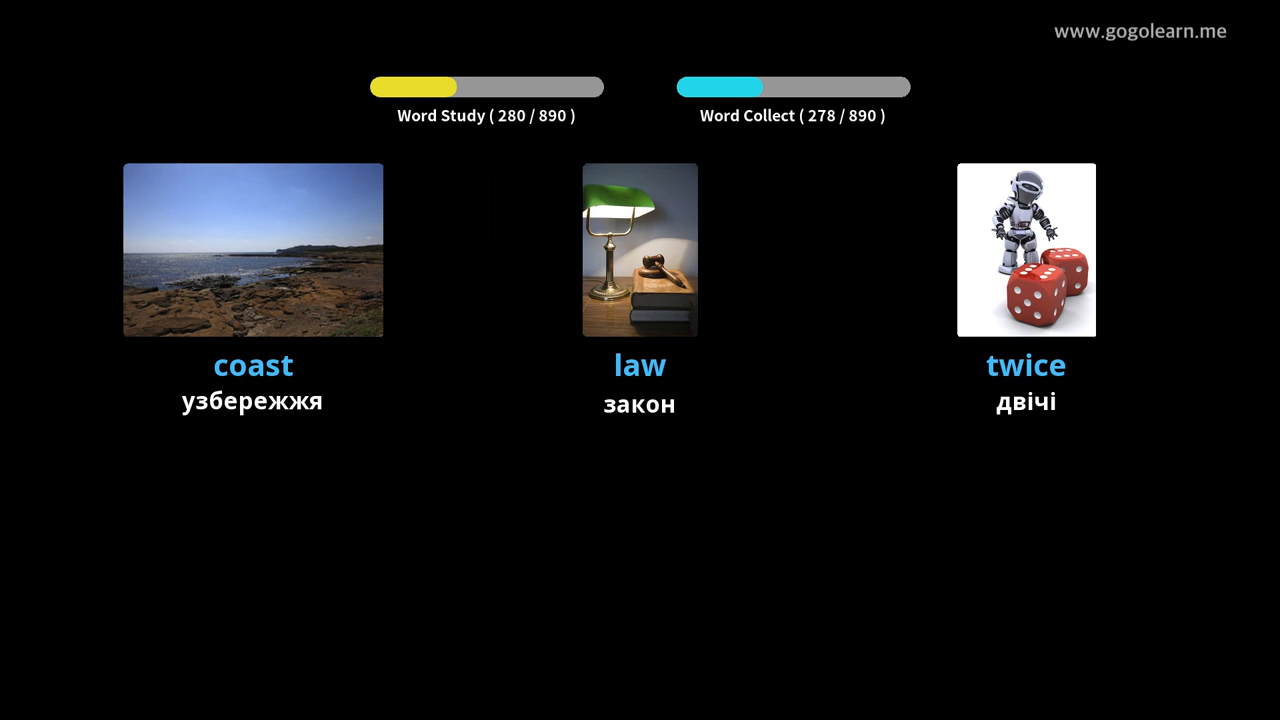 www.gogolearn.me
Word Study ( 280 / 890 )
Word Collect ( 278 / 890 )
coast
law
twice
узбережжя
закон
двічі